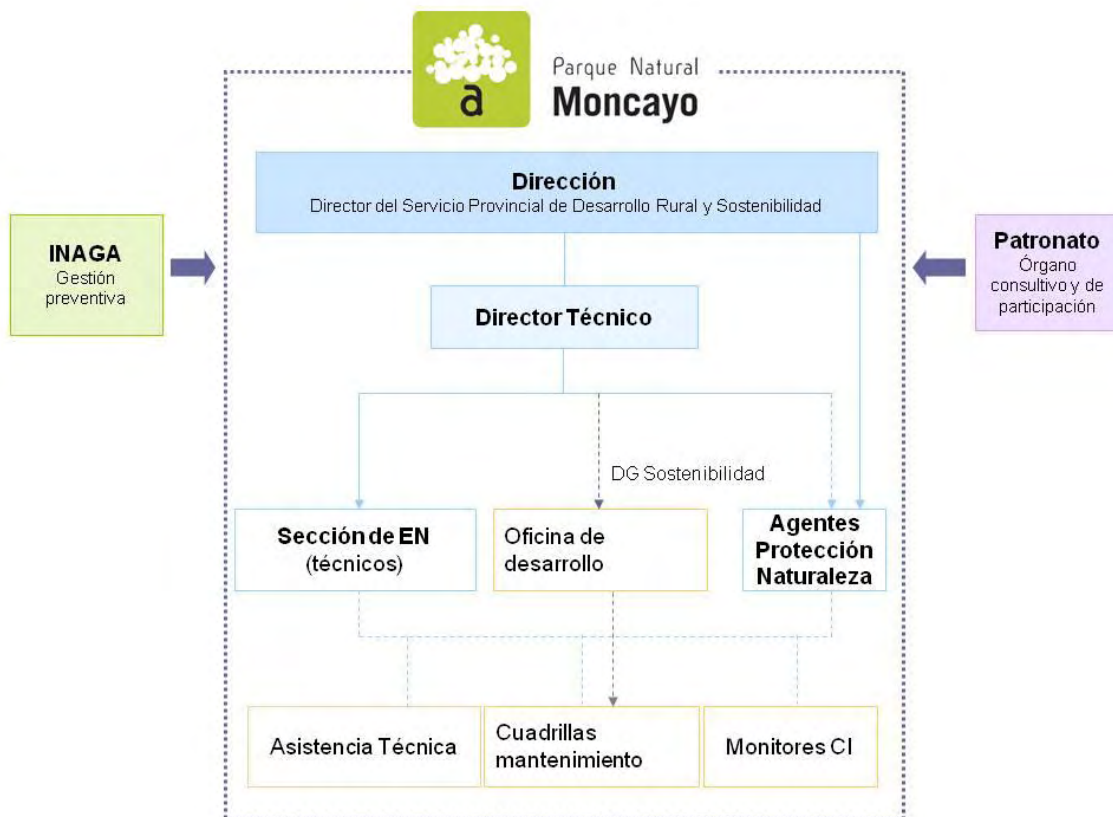 Parque Natural
a
Moncayo
Dirección
Director del Servicio Provincial de Desarrollo Rural y Sostenibilidad
INAGA
Gestión
preventiva
Patronato
Órgano
consultivo y de
participación
Director Técnico
DG Sostenibilidad
Sección de EN
(técnicos)
Oficina de
desarrollo
Agentes
Protección
Naturaleza
Asistencia Técnica
Cuadrillas
mantenimiento
Monitores CI